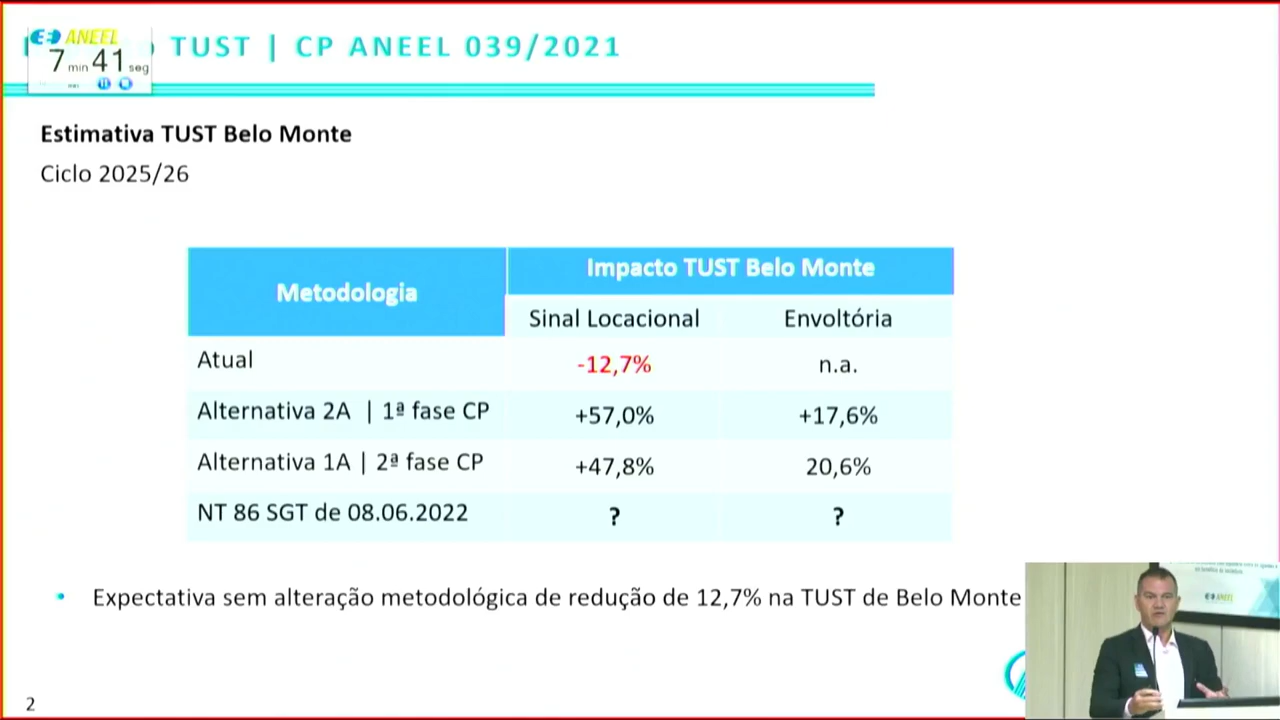 ANEEL
7 min 41 seg
TUST | CP ANEEL 039/2021
Estimativa TUST Belo Monte
Ciclo 2025/26
Metodologia
Impacto TUST Belo Monte
Sinal Locacional
Envoltória
Atual
-12,7%
n.a.
Alternativa 2A | 1ª fase CP
+57,0%
+17,6%
Alternativa 1A | 2ª fase CP
+47,8%
20,6%
NT 86 SGT de 08.06.2022
?
?
• Expectativa sem alteração metodológica de redução de 12,7% na TUST de Belo Monte
ANEEL
2